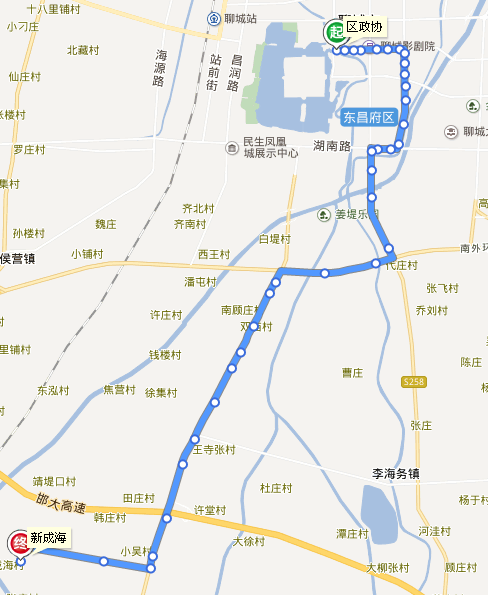 十八里铺村
小刁庄
北藏村
仙庄村
罗庄村
集村
孙楼村
侯营镇
小铺村
魏庄
海源路
站前街
昌润路
聊城站
起
区政协
聊城影剧院
东昌府区
民生凤凰
城展示中心
湖南路
姜堤乐园
齐北村
齐南村
西王村
白堤村
潘屯村
代庄村
南外环
张飞村
乔刘村
许庄村
南顾庄村
双庙村
里铺村
钱楼村
焦营村
东泓村
徐集村
曹庄
S258
陈庄
张庄
王寺张村
李海务镇
靖堤口村
邯大高速
田庄村
韩庄村
许堂村
杜庄村
杨于村
大徐村
潭庄村
河洼村
大柳张村
顾庄村
小吴村
终
新成海